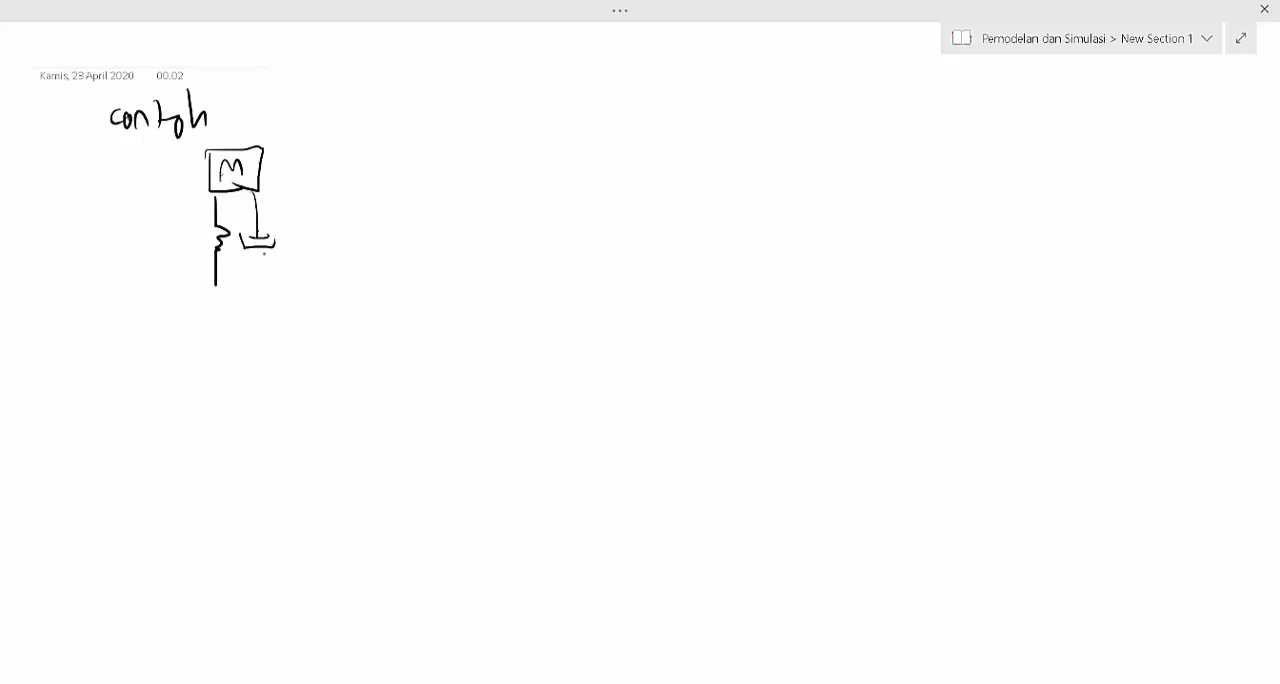 Pemodelan dan Simulasi > New Section 1
Kamis, 23 April 2020 00.02
contoh
M